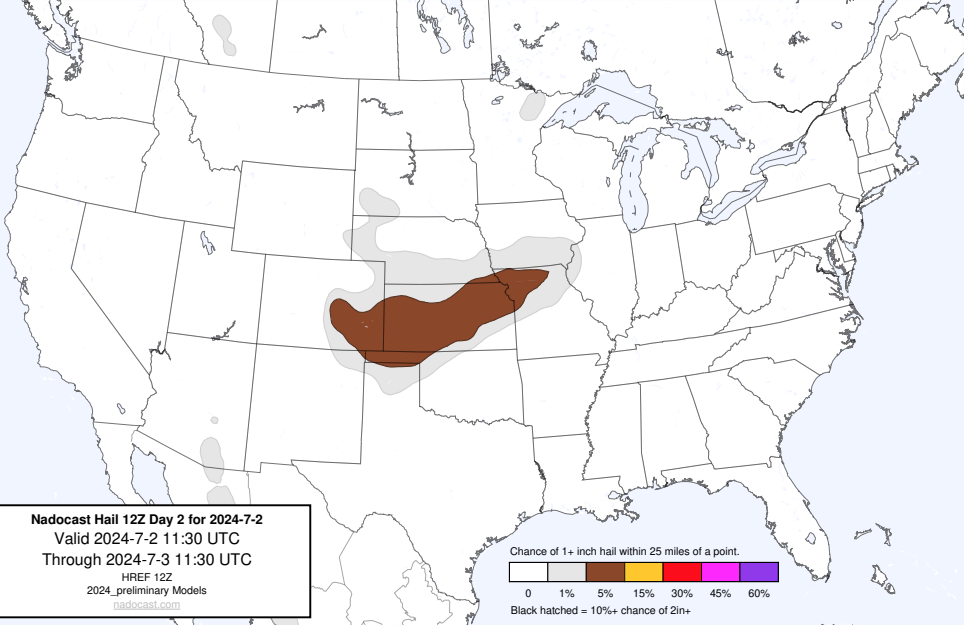 Nadocast Hail 12Z Day 2 for 2024-7-2
Valid 2024-7-2 11:30 UTC
Through 2024-7-3 11:30 UTC
HREF 12Z
2024_preliminary Models
nadocast.com
Chance of 1+ inch hail within 25 miles of a point.
0 1% 5% 15% 30% 45% 60%
Black hatched = 10%+ chance of 2in+